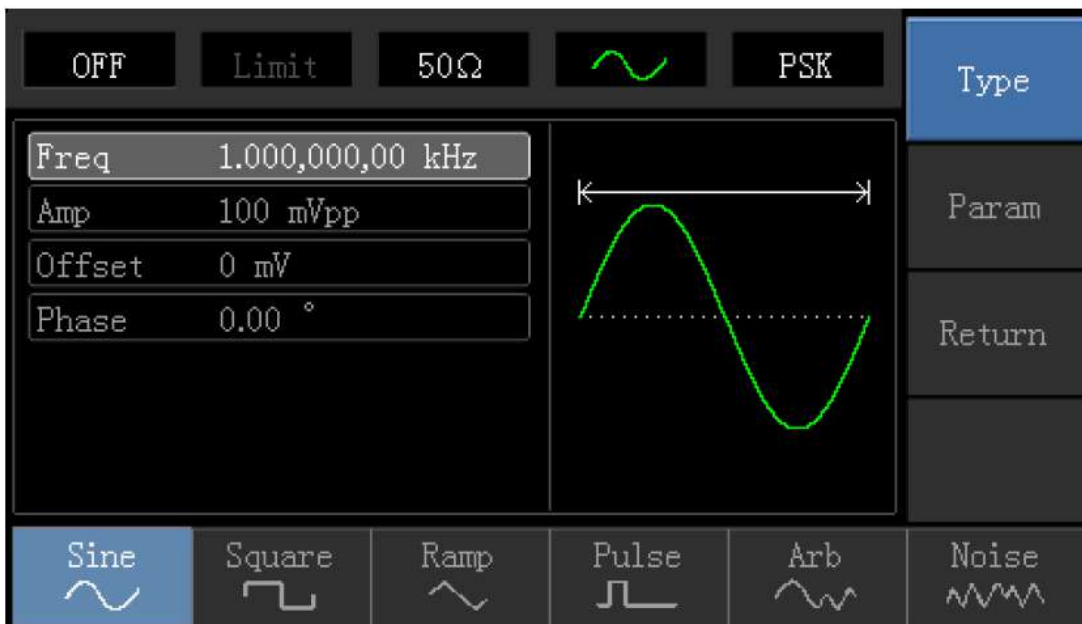 OFF Limit 50Ω PSK
Type
Freq 1.000,000,00 kHz
Amp 100 mVpp
Offset 0 mV
Phase 0.00 °
Param
Return
Sine Square Ramp Pulse Arb Noise